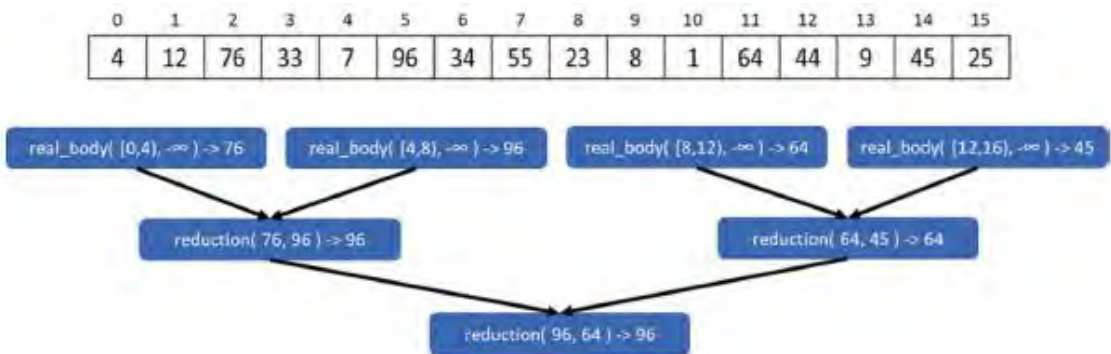 0 1 2 3 4 5 6 7 8 9 10 11 12 13 14 15
4 12 76 33 7 96 34 55 23 8 1 64 44 9 45 25
real_body( [0,4), -∞ ) -> 76
real_body( [4,8), -∞ ) -> 96
real_body( [8,12), -∞ ) -> 64
real_body( [12,16), -∞ ) -> 45
reduction( 76, 96 ) -> 96
reduction( 64, 45 ) -> 64
reduction( 96, 64 ) -> 96